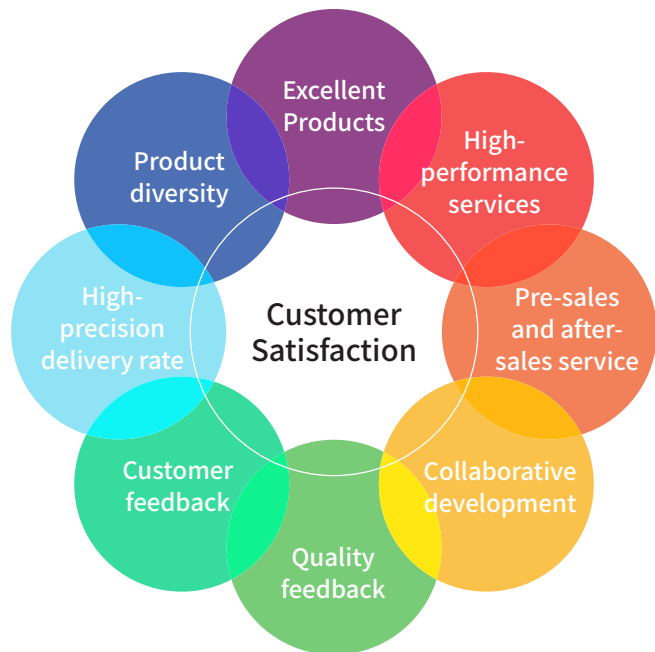 Excellent
Products
High-
performance
services
Pre-sales
and after-
sales service
Collaborative
development
Quality
feedback
Customer
feedback
High-
precision
delivery rate
Product
diversity
Customer
Satisfaction